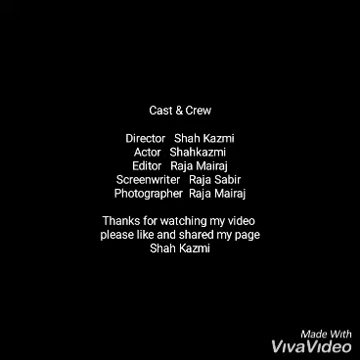 Cast & Crew
Director Shah Kazmi
Actor Shahkazmi
Editor Raja Mairaj
Screenwriter Raja Sabir
Photographer Raja Mairaj
Thanks for watching my video
please like and shared my page
Shah Kazmi
Made With
VivaVideo